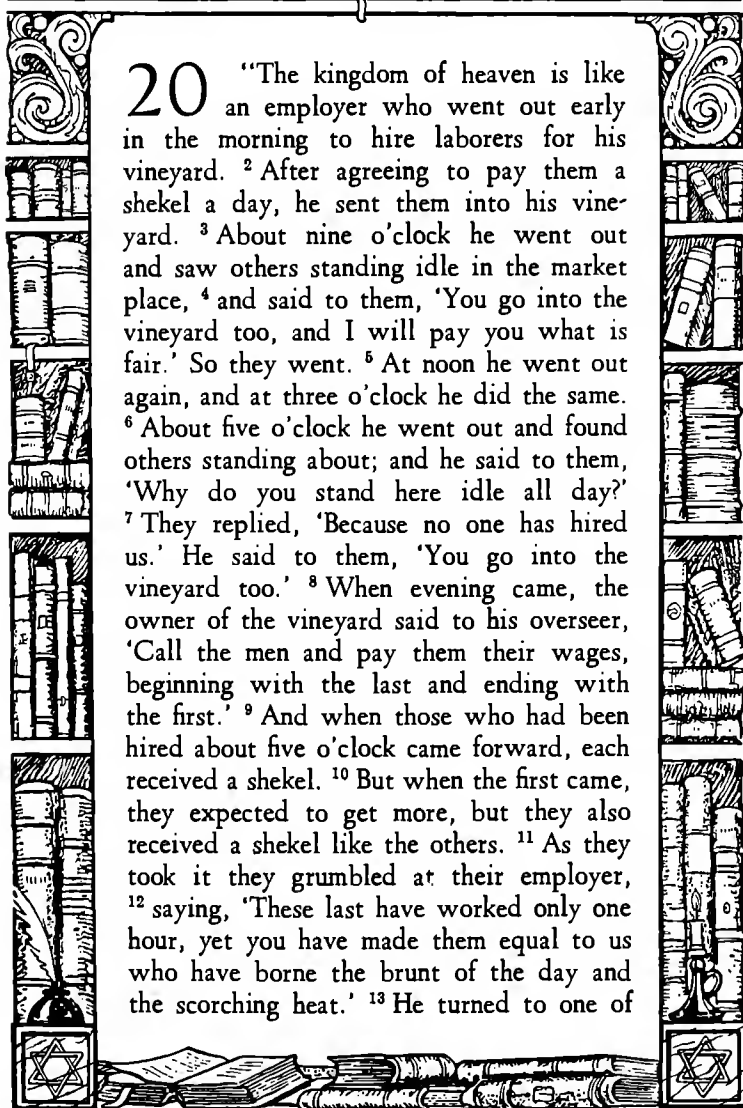 20 "The kingdom of heaven is like
an employer who went out early
in the morning to hire laborers for his
vineyard. 2 After agreeing to pay them a
shekel a day, he sent them into his vine-
yard. 3 About nine o'clock he went out
and saw others standing idle in the market
place, 4 and said to them, 'You go into the
vineyard too, and I will pay you what is
fair.' So they went. 5 At noon he went out
again, and at three o'clock he did the same.
6 About five o'clock he went out and found
others standing about; and he said to them,
'Why do you stand here idle all day?'
7 They replied, 'Because no one has hired
us.' He said to them, 'You go into the
vineyard too.' 8 When evening came, the
owner of the vineyard said to his overseer,
'Call the men and pay them their wages,
beginning with the last and ending with
the first.' 9 And when those who had been
hired about five o'clock came forward, each
received a shekel. 10 But when the first came,
they expected to get more, but they also
received a shekel like the others. 11 As they
took it they grumbled at their employer,
12 saying, 'These last have worked only one
hour, yet you have made them equal to us
who have borne the brunt of the day and
the scorching heat.' 13 He turned to one of